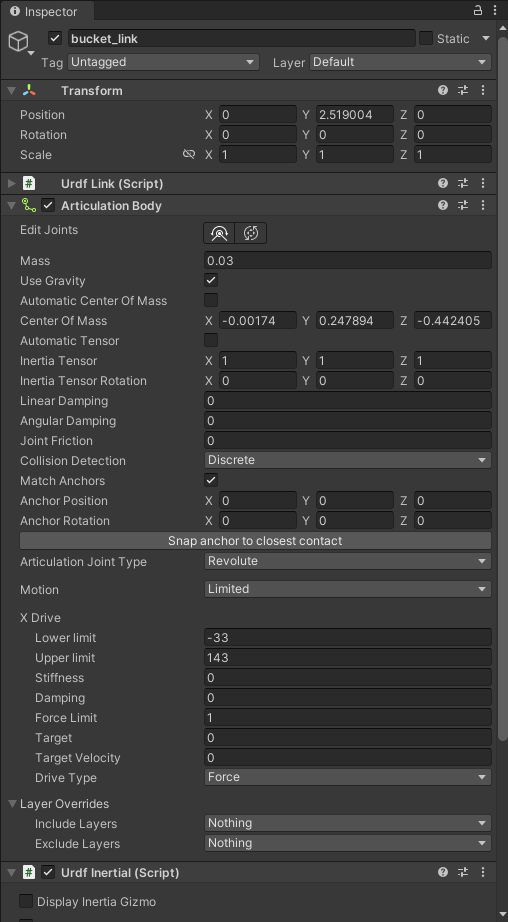 Inspector
bucket_link Static
Tag Untagged Layer Default
Transform
Position X 0 Y 2.519004 Z 0
Rotation X 0 Y 0 Z 0
Scale X 1 Y 1 Z 1
# Urdf Link (Script)
Articulation Body
Edit Joints
Mass 0.03
Use Gravity
Automatic Center Of Mass
Center Of Mass X -0.00174 Y 0.247894 Z -0.442405
Automatic Tensor
Inertia Tensor X 1 Y 1 Z 1
Inertia Tensor Rotation X 0 Y 0 Z 0
Linear Damping 0
Angular Damping 0
Joint Friction 0
Collision Detection Discrete
Match Anchors
Anchor Position X 0 Y 0 Z 0
Anchor Rotation X 0 Y 0 Z 0
Snap anchor to closest contact
Articulation Joint Type Revolute
Motion Limited
X Drive
Lower limit -33
Upper limit 143
Stiffness 0
Damping 0
Force Limit 1
Target 0
Target Velocity 0
Drive Type Force
Layer Overrides
Include Layers Nothing
Exclude Layers Nothing
# Urdf Inertial (Script)
Display Inertia Gizmo